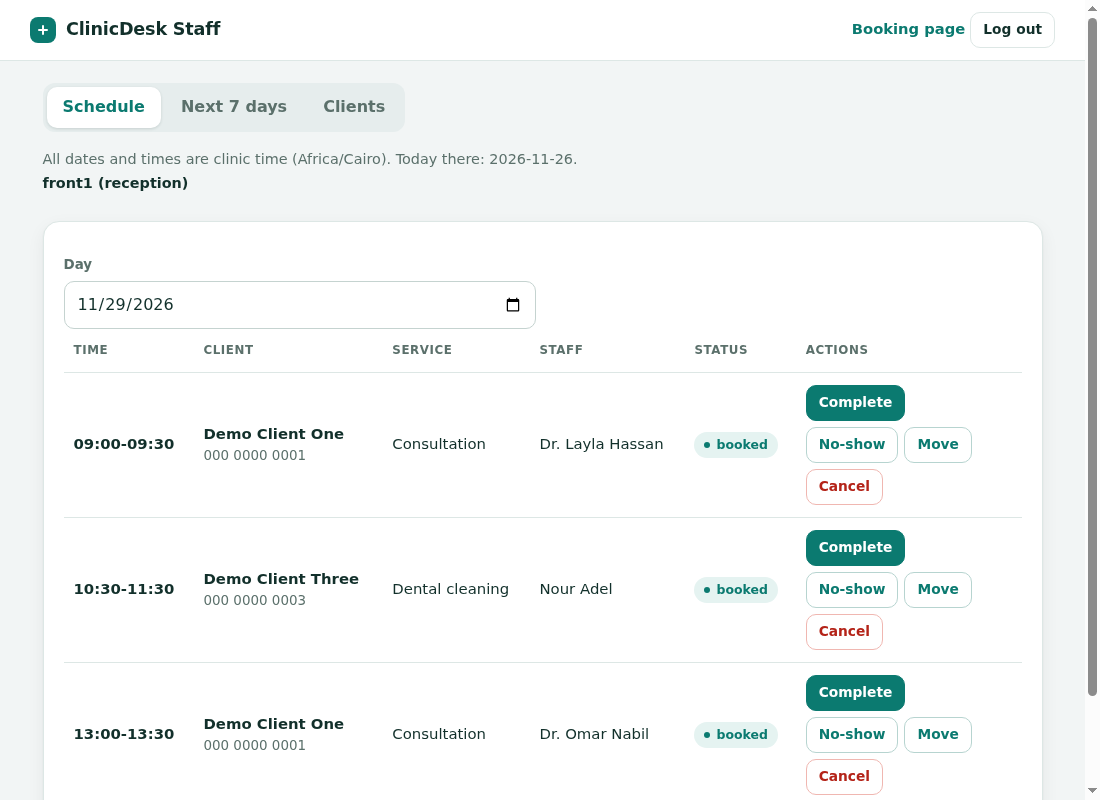 + ClinicDesk Staff
Booking page
Log out
Schedule
Next 7 days
Clients
All dates and times are clinic time (Africa/Cairo). Today there: 2026-11-26.
front1 (reception)
Day
11/29/2026
TIME CLIENT SERVICE STAFF STATUS ACTIONS
09:00-09:30 Demo Client One 000 0000 0001 Consultation Dr. Layla Hassan booked
Complete
No-show Move
Cancel
10:30-11:30 Demo Client Three 000 0000 0003 Dental cleaning Nour Adel booked
Complete
No-show Move
Cancel
13:00-13:30 Demo Client One 000 0000 0001 Consultation Dr. Omar Nabil booked
Complete
No-show Move
Cancel